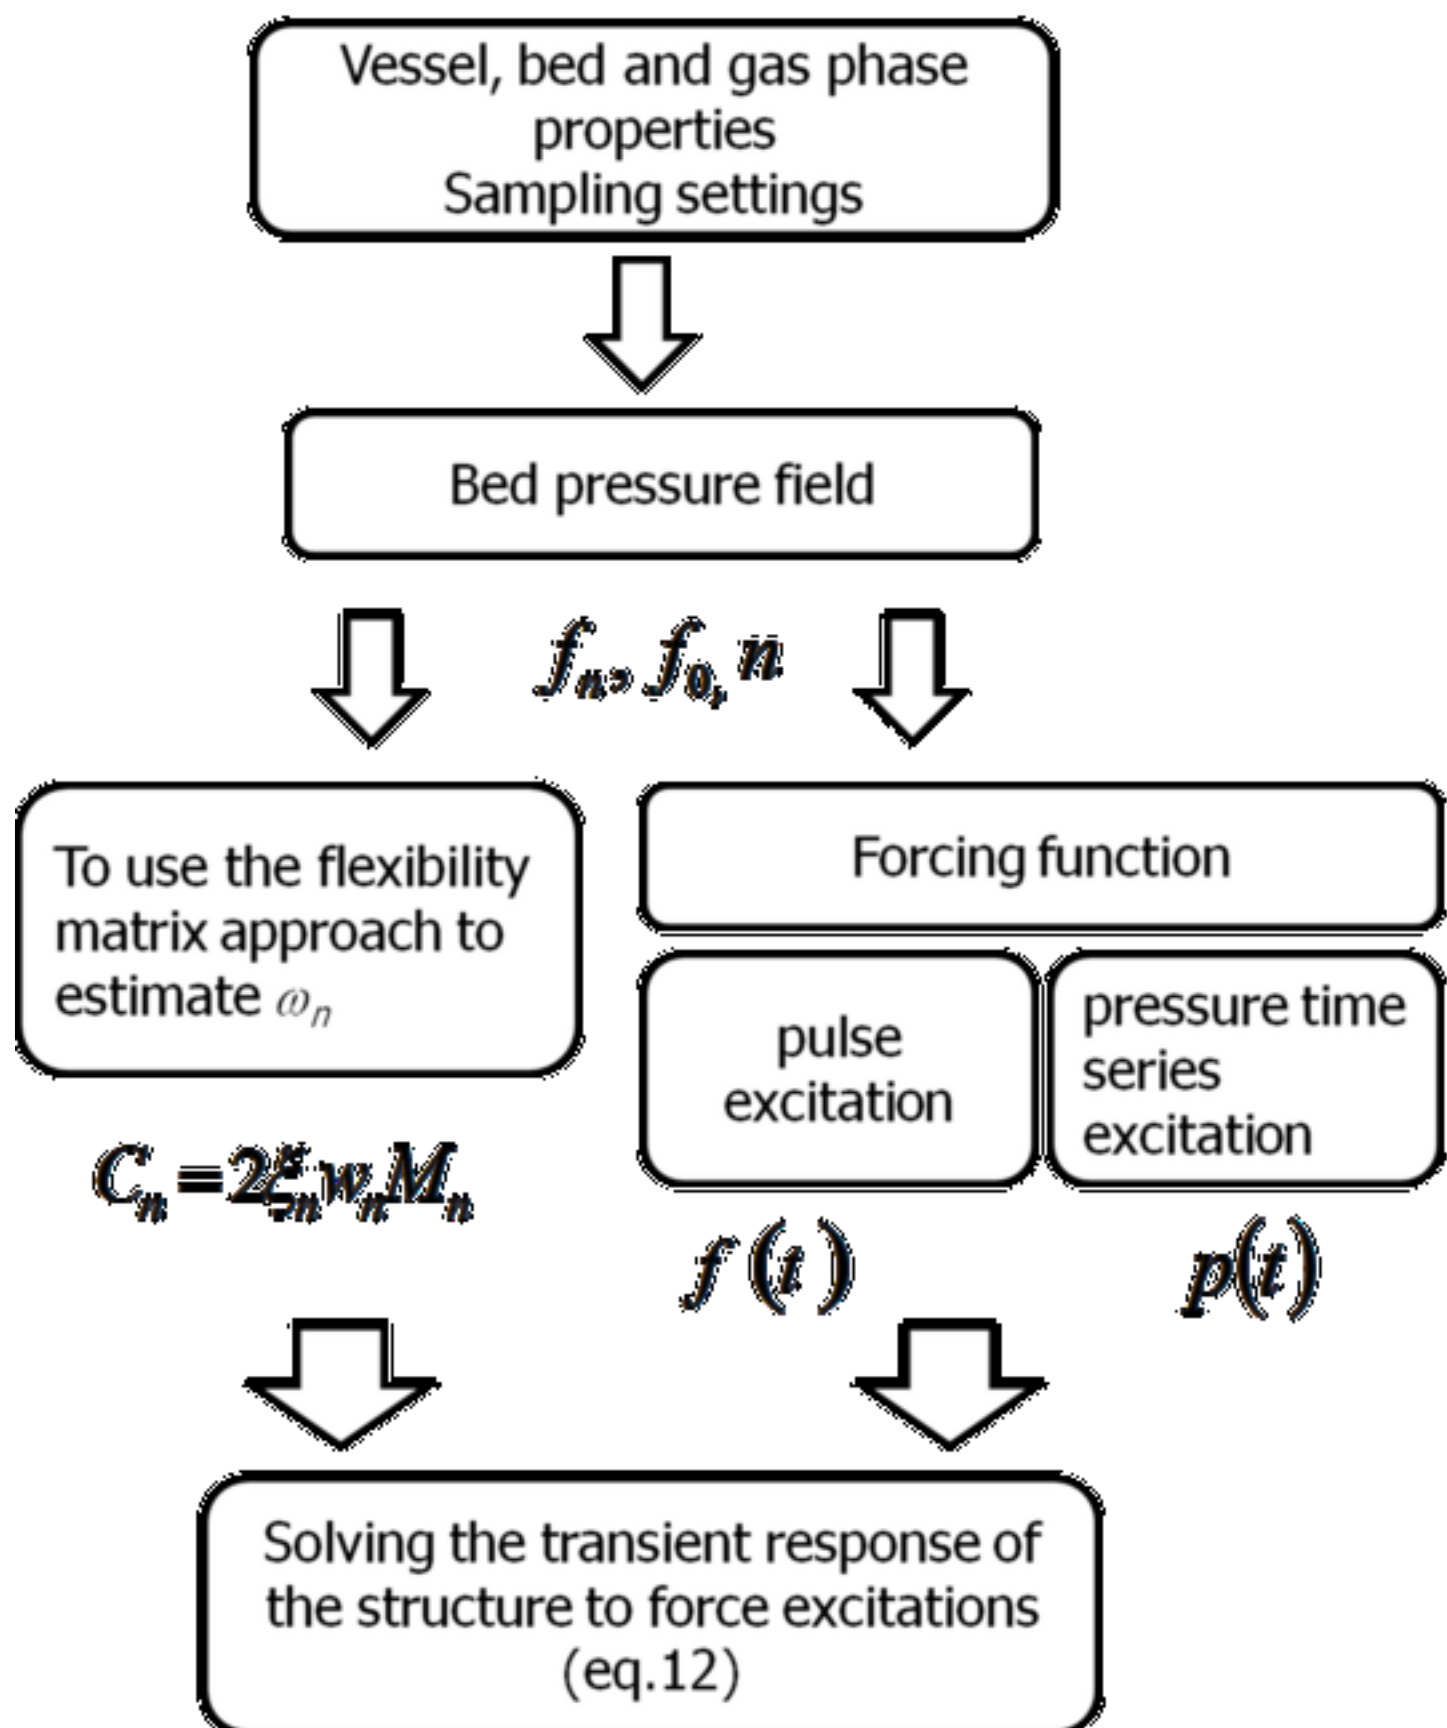 Vessel, bed and gas phase
properties
Sampling settings
Bed pressure field
fₙ, f₀, n
To use the flexibility
matrix approach to
estimate ωₙ
Cₙ = 2ξₙwₙMₙ
Forcing function
pulse
excitation
pressure time
series
excitation
f(t)
p(t)
Solving the transient response of
the structure to force excitations
(eq.12)